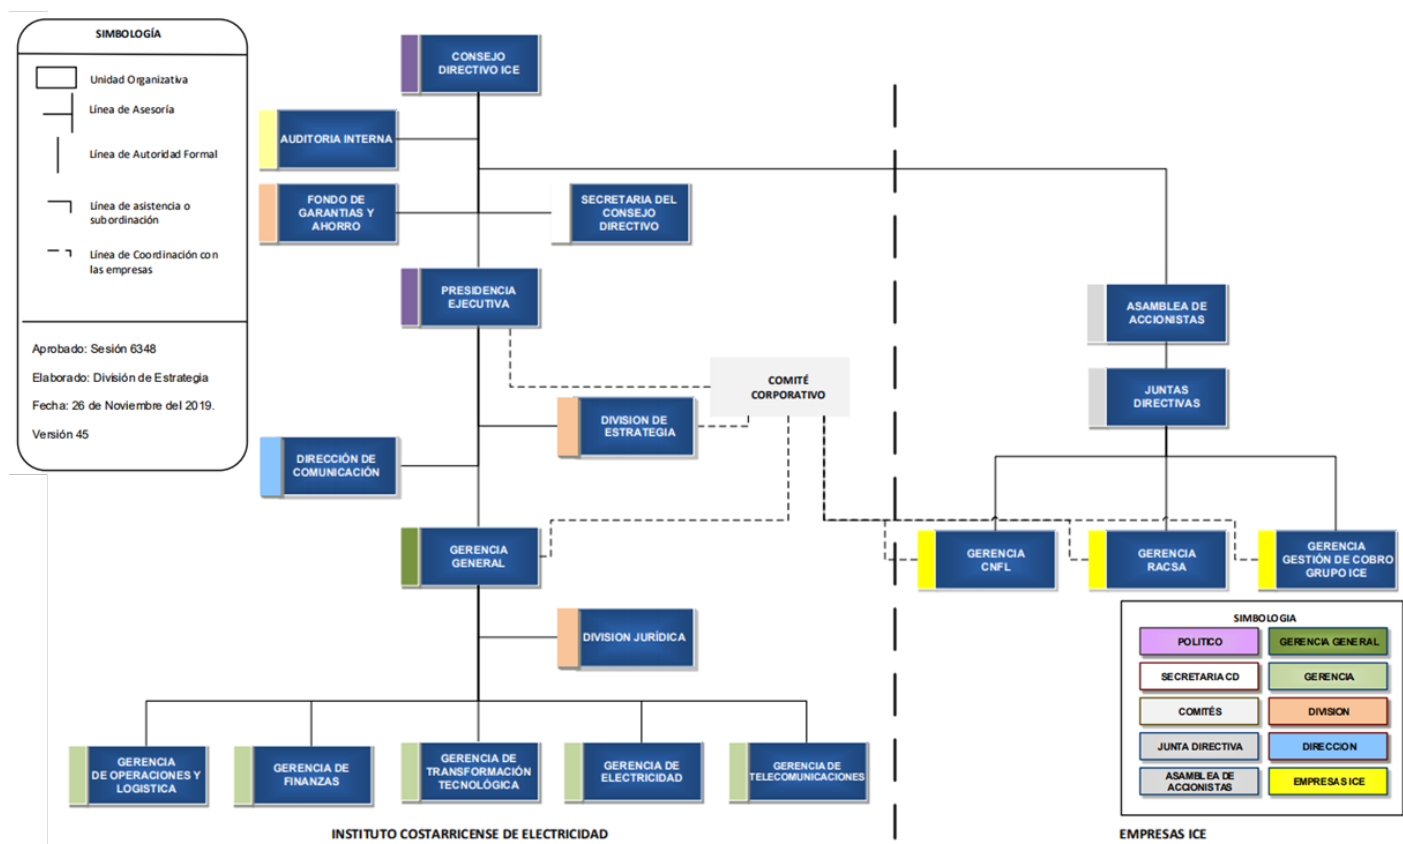 SIMBOLOGÍA
Unidad Organizativa
Línea de Asesoría
Línea de Autoridad Formal
Línea de asistencia o
subordinación
Línea de Coordinación con
las empresas
Aprobado: Sesión 6348
Elaborado: División de Estrategia
Fecha: 26 de Noviembre del 2019.
Versión 45
CONSEJO
DIRECTIVO ICE
AUDITORIA INTERNA
FONDO DE
GARANTIAS Y
AHORRO
SECRETARIA DEL
CONSEJO
DIRECTIVO
PRESIDENCIA
EJECUTIVA
ASAMBLEA DE
ACCIONISTAS
COMITÉ
CORPORATIVO
JUNTAS
DIRECTIVAS
DIVISION DE
ESTRATEGIA
DIRECCIÓN DE
COMUNICACIÓN
GERENCIA
GENERAL
GERENCIA
CNFL
GERENCIA
RACSA
GERENCIA
GESTIÓN DE COBRO
GRUPO ICE
DIVISION JURÍDICA
GERENCIA
DE OPERACIONES Y
LOGISTICA
GERENCIA DE
FINANZAS
GERENCIA DE
TRANSFORMACIÓN
TECNOLÓGICA
GERENCIA DE
ELECTRICIDAD
GERENCIA DE
TELECOMUNICACIONES
SIMBOLOGIA
POLITICO
GERENCIA GENERAL
SECRETARIA CD
GERENCIA
COMITÉS
DIVISION
JUNTA DIRECTIVA
DIRECCION
ASAMBLEA DE
ACCIONISTAS
EMPRESAS ICE
INSTITUTO COSTARRICENSE DE ELECTRICIDAD
EMPRESAS ICE